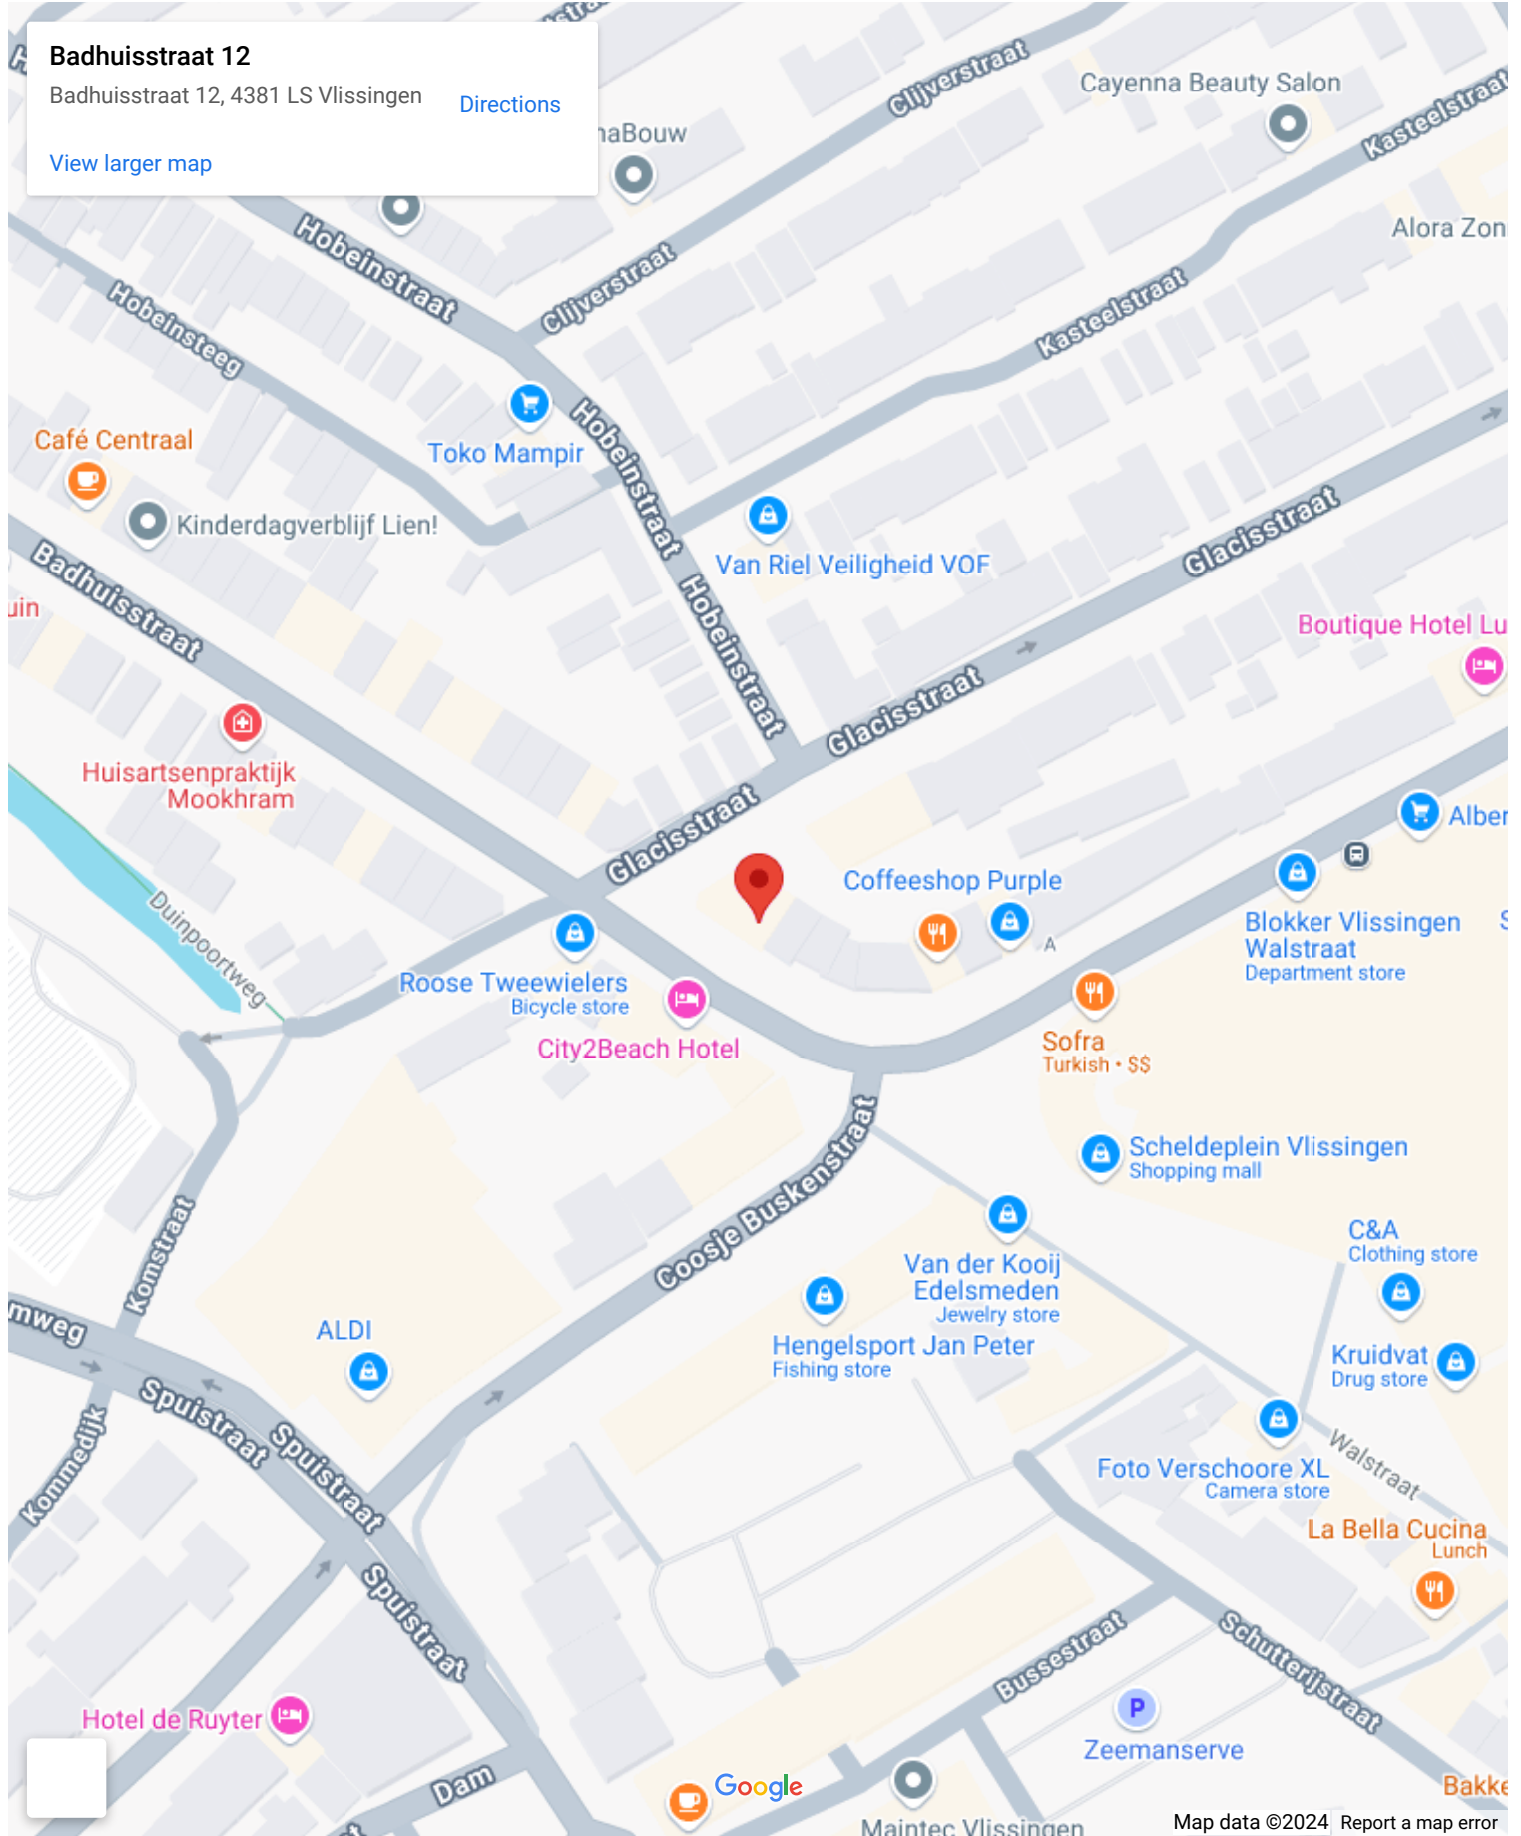 Badhuisstraat 12
Badhuisstraat 12, 4381 LS Vlissingen
Directions
View larger map
Clijverstraat
Cayenna Beauty Salon
Kasteelstraat
naBouw
Hobeinstraat
Clijverstraat
Alora Zon
Hobeinsteeg
Kasteelstraat
Café Centraal
Toko Mampir
Hobeinstraat
Kinderdagverblijf Lien!
Van Riel Veiligheid VOF
Glacisstraat
Badhuisstraat
uin
Hobeinstraat
Boutique Hotel Lu
Glacisstraat
Huisartsenpraktijk
Mookhram
Glacisstraat
Alber
Coffeeshop Purple
A
Blokker Vlissingen
Walstraat
Department store
S
Duinpoortweg
Roose Tweewielers
Bicycle store
City2Beach Hotel
Sofra
Turkish • $$
Scheldeplein Vlissingen
Shopping mall
Coosje Buskenstraat
Komstraat
C&A
Clothing store
Van der Kooij
Edelsmeden
Jewelry store
mweg
ALDI
Hengelsport Jan Peter
Fishing store
Kruidvat
Drug store
Spuistraat
Spuistraat
Kommedijk
Walstraat
Foto Verschoore XL
Camera store
La Bella Cucina
Lunch
Spuistraat
Bussestraat
Schutterijstraat
Hotel de Ruyter
P
Zeemanserve
Dam
Google
Bakke
Maintec Vlissingen
Map data ©2024
Report a map error